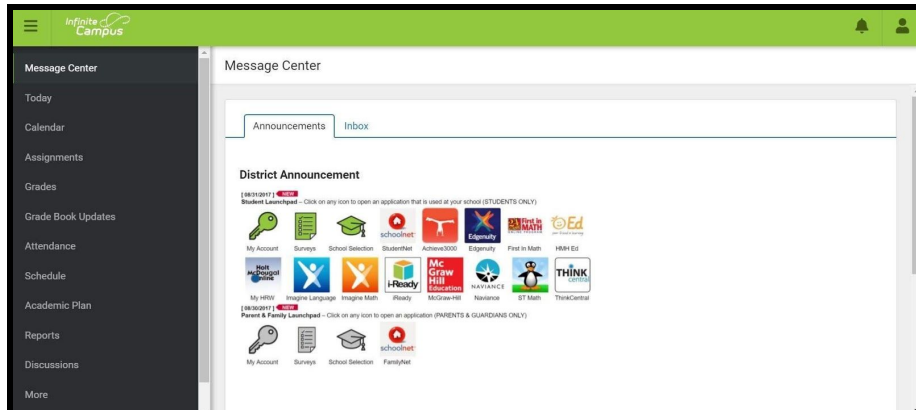 Infinite
Campus
Message Center
Today
Calendar
Assignments
Grades
Grade Book Updates
Attendance
Schedule
Academic Plan
Reports
Discussions
More
Message Center
Announcements Inbox
District Announcement
[ 08/31/2017 ] NEW
Student Launchpad – Click on any icon to open an application that is used at your school (STUDENTS ONLY)
schoolnet Edgenuity First in MATH Ed
My Account Surveys School Selection StudentNet Achieve3000 Edgenuity First in Math HMH Ed
Holt McDougal Online i-Ready Mc Graw Hill Education NAVIANCE THINK central
My HRW Imagine Language Imagine Math iReady McGraw-Hill Naviance ST Math ThinkCentral
[ 08/30/2017 ] NEW
Parent & Family Launchpad – Click on any icon to open an application (PARENTS & GUARDIANS ONLY)
schoolnet
My Account Surveys School Selection FamilyNet